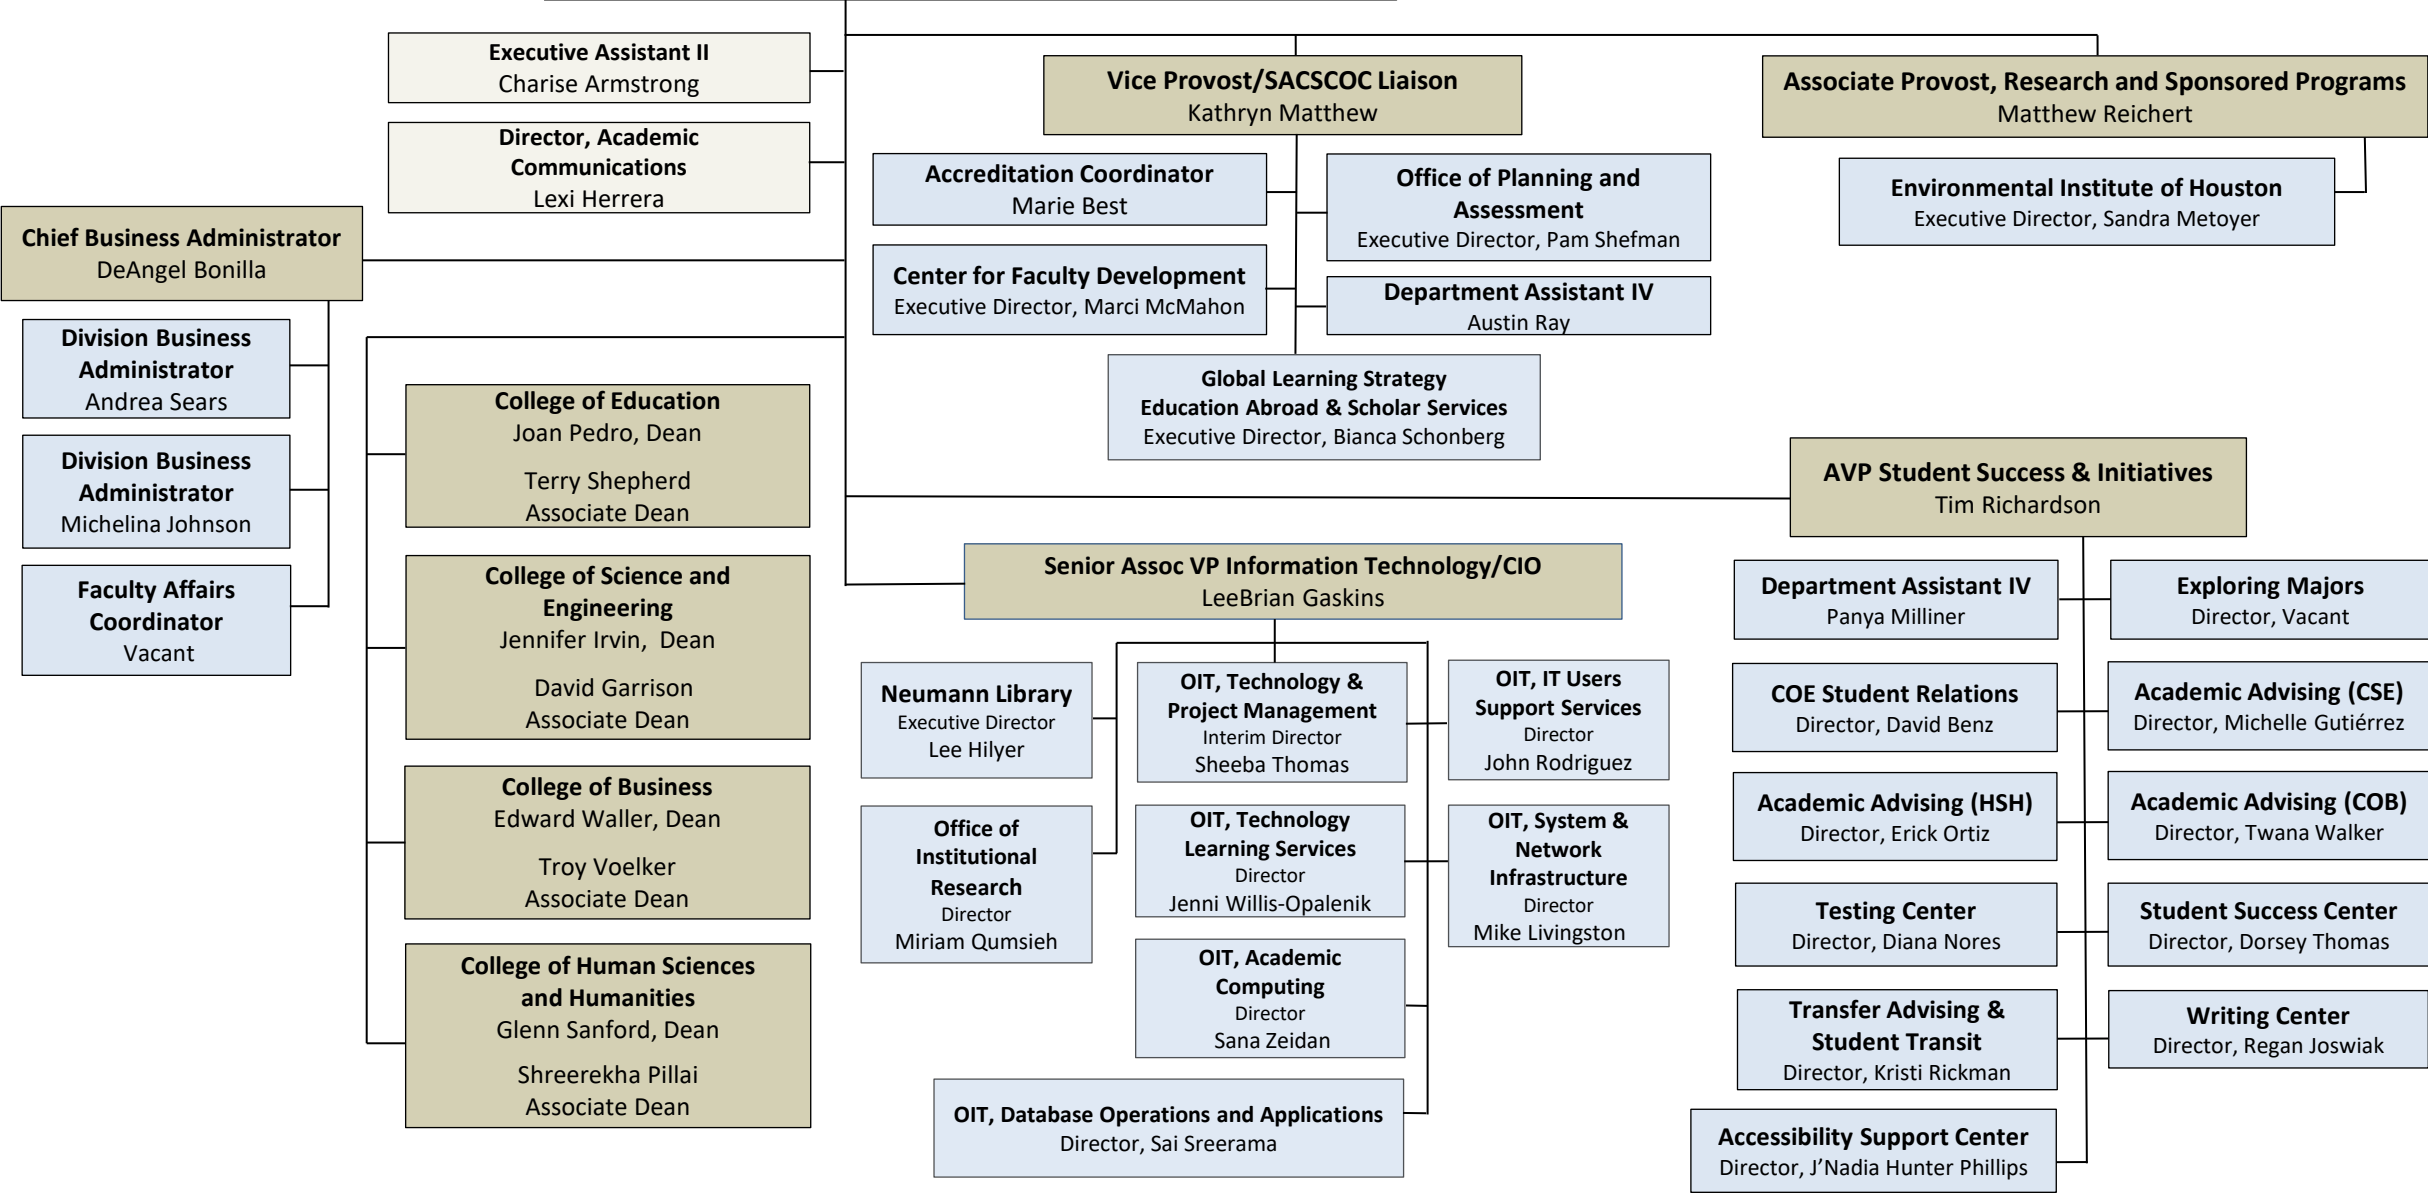 Executive Assistant II
Charise Armstrong
Director, Academic
Communications
Lexi Herrera
Chief Business Administrator
DeAngel Bonilla
Division Business
Administrator
Andrea Sears
Division Business
Administrator
Michelina Johnson
Faculty Affairs
Coordinator
Vacant
College of Education
Joan Pedro, Dean
Terry Shepherd
Associate Dean
College of Science and
Engineering
Jennifer Irvin, Dean
David Garrison
Associate Dean
College of Business
Edward Waller, Dean
Troy Voelker
Associate Dean
College of Human Sciences
and Humanities
Glenn Sanford, Dean
Shreerekha Pillai
Associate Dean
Vice Provost/SACSCOC Liaison
Kathryn Matthew
Accreditation Coordinator
Marie Best
Office of Planning and
Assessment
Executive Director, Pam Shefman
Center for Faculty Development
Executive Director, Marci McMahon
Department Assistant IV
Austin Ray
Global Learning Strategy
Education Abroad & Scholar Services
Executive Director, Bianca Schonberg
Associate Provost, Research and Sponsored Programs
Matthew Reichert
Environmental Institute of Houston
Executive Director, Sandra Metoyer
Senior Assoc VP Information Technology/CIO
LeeBrian Gaskins
Neumann Library
Executive Director
Lee Hilyer
Office of
Institutional
Research
Director
Miriam Qumsieh
OIT, Technology &
Project Management
Interim Director
Sheeba Thomas
OIT, IT Users
Support Services
Director
John Rodriguez
OIT, Technology
Learning Services
Director
Jenni Willis-Opalenik
OIT, System &
Network
Infrastructure
Director
Mike Livingston
OIT, Academic
Computing
Director
Sana Zeidan
OIT, Database Operations and Applications
Director, Sai Sreerama
AVP Student Success & Initiatives
Tim Richardson
Department Assistant IV
Panya Milliner
Exploring Majors
Director, Vacant
COE Student Relations
Director, David Benz
Academic Advising (CSE)
Director, Michelle Gutiérrez
Academic Advising (HSH)
Director, Erick Ortiz
Academic Advising (COB)
Director, Twana Walker
Testing Center
Director, Diana Nores
Student Success Center
Director, Dorsey Thomas
Transfer Advising &
Student Transit
Director, Kristi Rickman
Writing Center
Director, Regan Joswiak
Accessibility Support Center
Director, J’Nadia Hunter Phillips